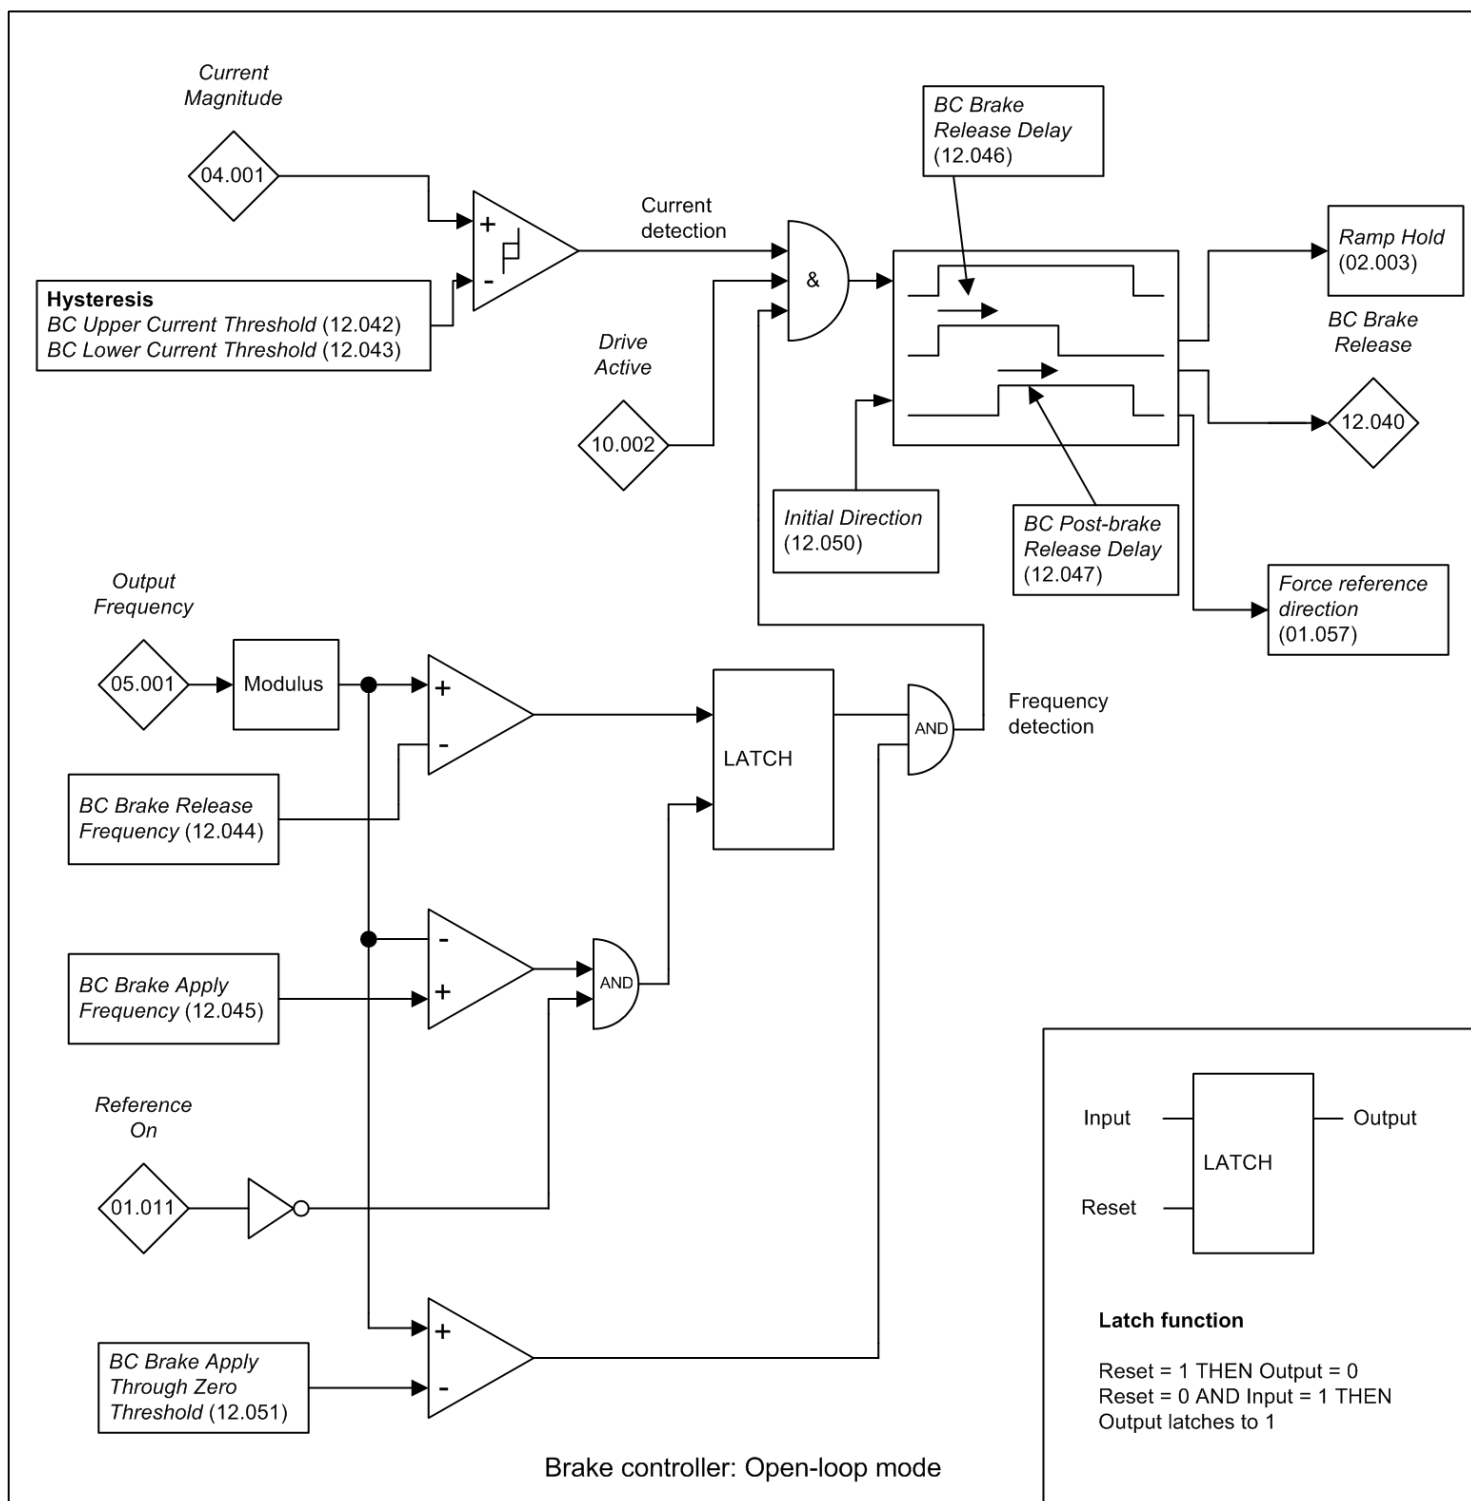 Current
Magnitude
04.001
+
-
Hysteresis
BC Upper Current Threshold (12.042)
BC Lower Current Threshold (12.043)
Current
detection
&
Drive
Active
10.002
BC Brake
Release Delay
(12.046)
Ramp Hold
(02.003)
BC Brake
Release
12.040
Initial Direction
(12.050)
BC Post-brake
Release Delay
(12.047)
Force reference
direction
(01.057)
Output
Frequency
05.001
Modulus
+
-
BC Brake Release
Frequency (12.044)
LATCH
AND
Frequency
detection
-
+
BC Brake Apply
Frequency (12.045)
AND
Reference
On
01.011
+
-
BC Brake Apply
Through Zero
Threshold (12.051)
Input
Output
LATCH
Reset
Latch function
Reset = 1 THEN Output = 0
Reset = 0 AND Input = 1 THEN
Output latches to 1
Brake controller: Open-loop mode